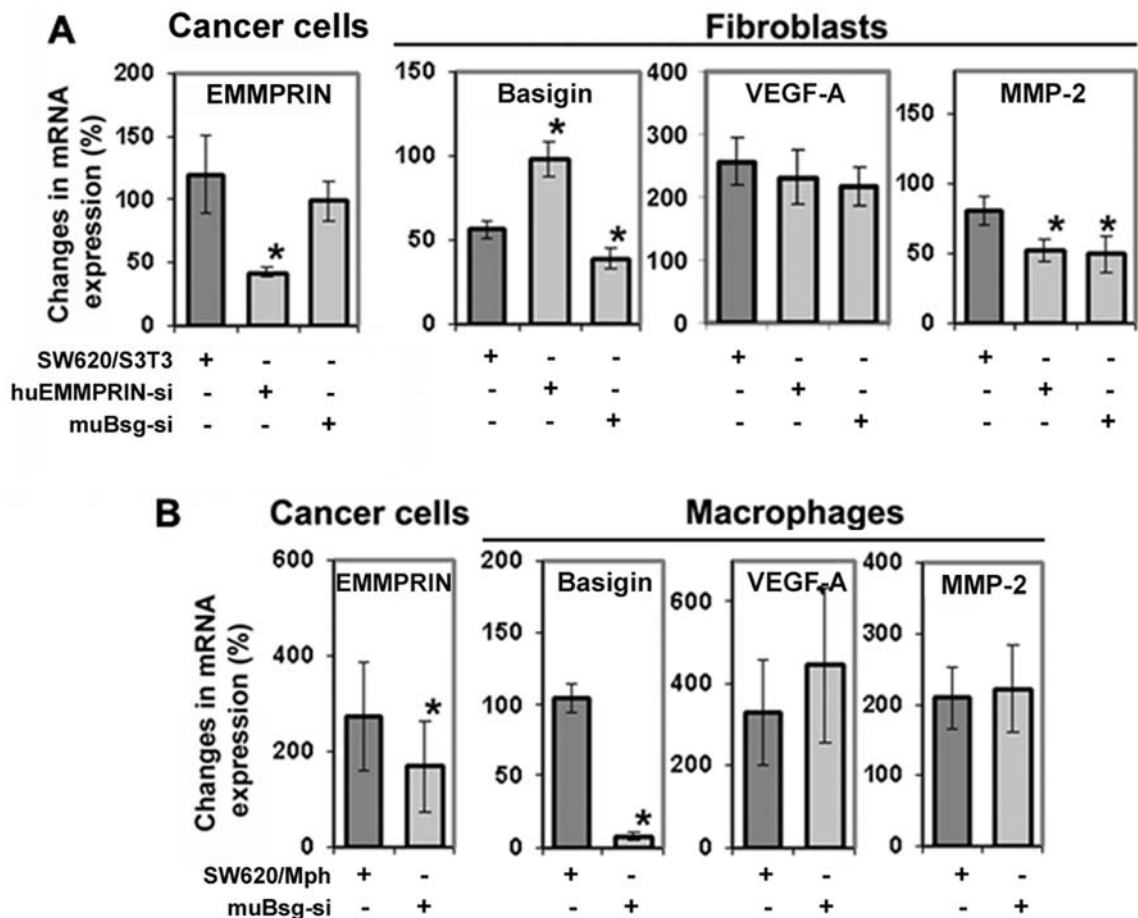 A Cancer cells Fibroblasts
EMMPRIN Basigin VEGF-A MMP-2
Changes in mRNA
expression (%)
200 150 100 50 0
150 100 50 0
400 300 200 100 0
150 100 50 0
* * * * *
SW620/S3T3 + - - + - - + - - + - -
huEMMPRIN-si - + - - + - - + - - + -
muBsg-si - - + - - + - - + - - +
B Cancer cells Macrophages
EMMPRIN Basigin VEGF-A MMP-2
Changes in mRNA
expression (%)
600 400 200 0
200 150 100 50 0
600 400 200 0
400 300 200 100 0
* *
SW620/Mph + - + - + - + -
muBsg-si - + - + - + - +